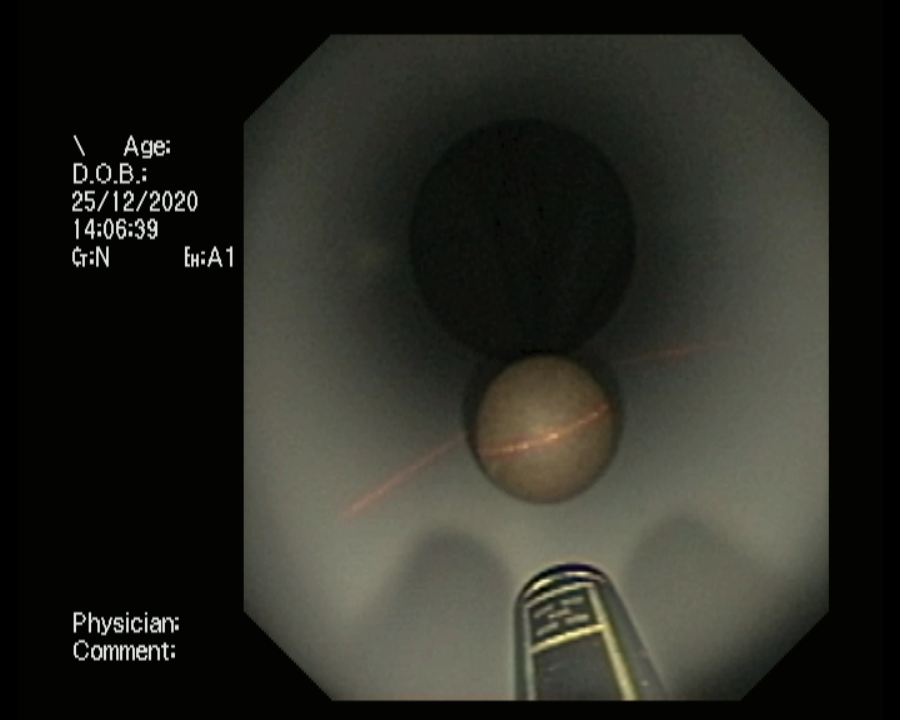 \ Age:
D.O.B.:
25/12/2020
14:06:39
Cr:N EH:A1
Physician:
Comment: